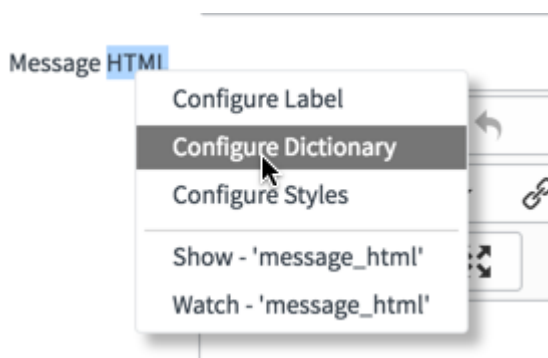 Message HTML
Configure Label
Configure Dictionary
Configure Styles
Show - 'message_html'
Watch - 'message_html'